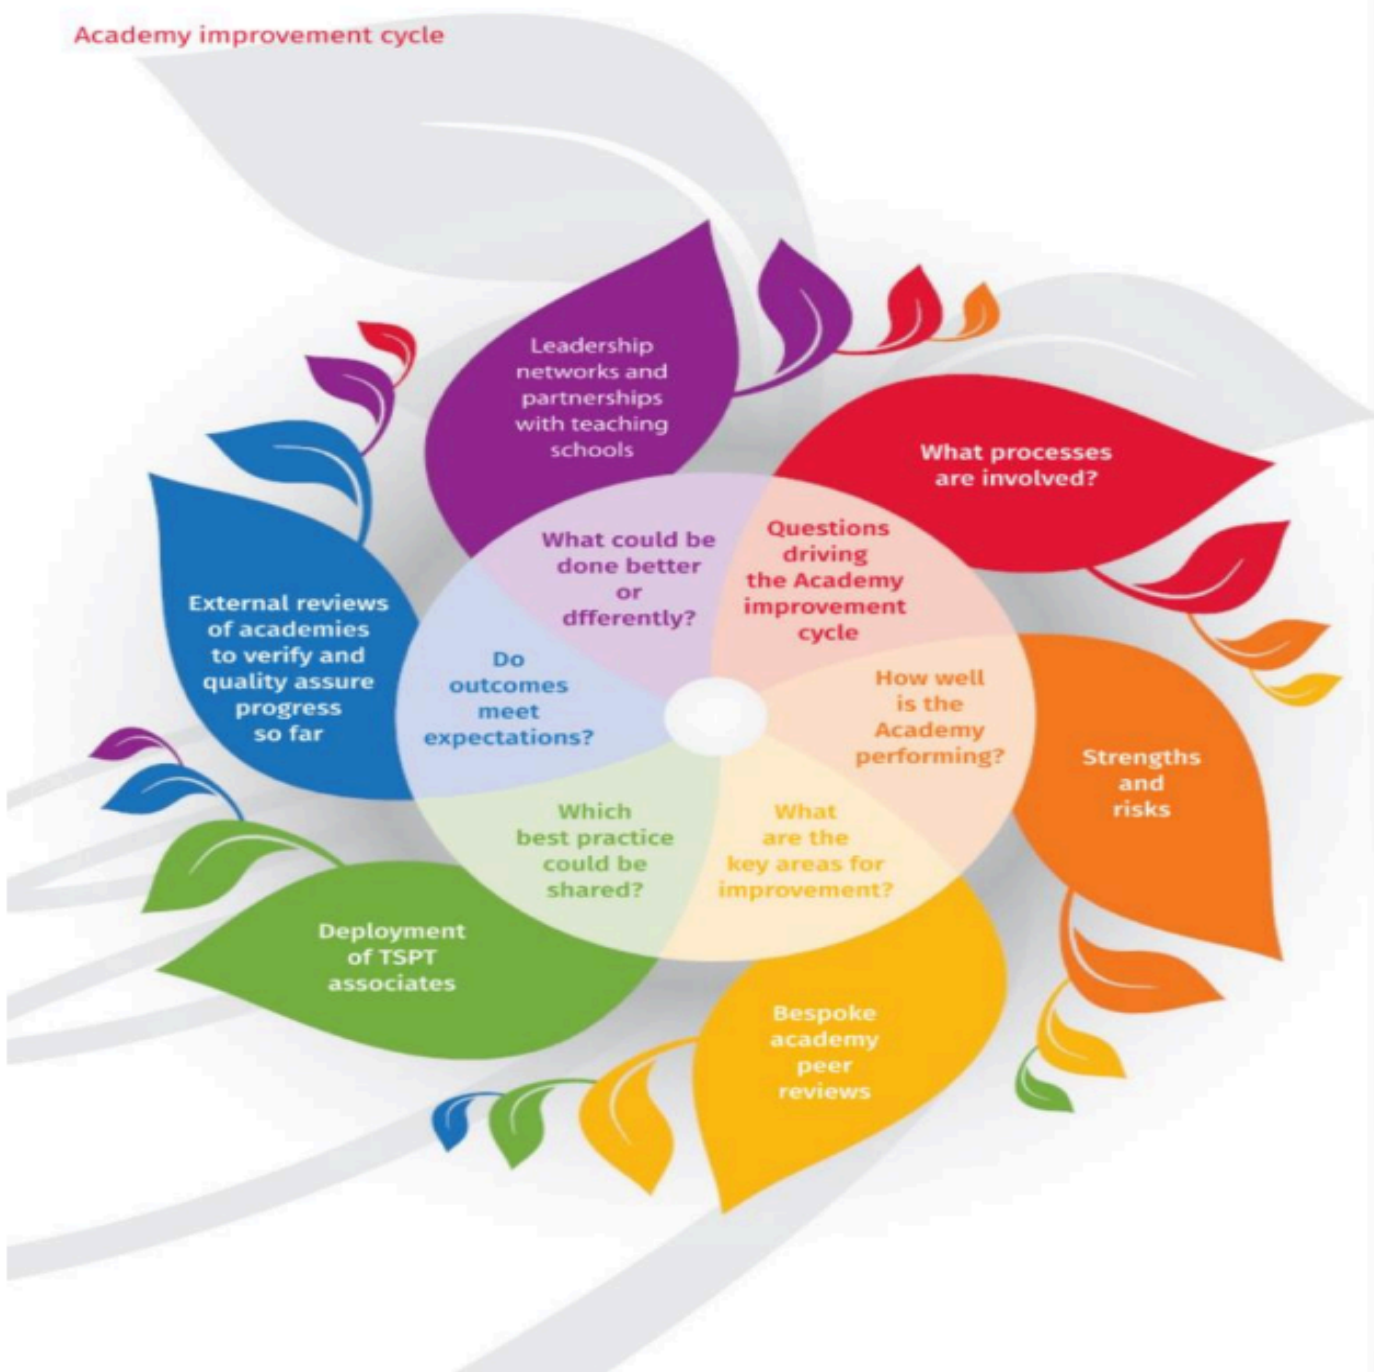 Academy improvement cycle
Leadership
networks and
partnerships
with teaching
schools
What processes
are involved?
What could be
done better
or
dfferently?
Questions
driving
the Academy
improvement
cycle
External reviews
of academies
to verify and
quality assure
progress
so far
Do
outcomes
meet
expectations?
How well
is the
Academy
performing?
Strengths
and
risks
Which
best practice
could be
shared?
What
are the
key areas for
improvement?
Deployment
of TSPT
associates
Bespoke
academy
peer
reviews